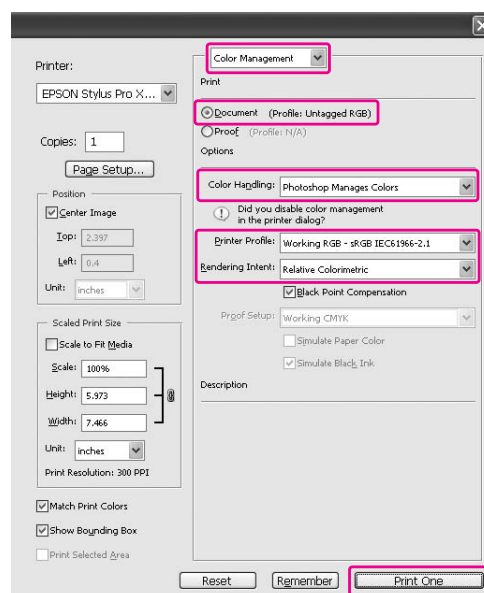 Printer:
EPSON Stylus Pro X...
Copies: 1
Page Setup...
Position
Center Image
Top: 2.397
Left: 0.4
Unit: inches
Scaled Print Size
Scale to Fit Media
Scale: 100%
Height: 5.973
Width: 7.466
Unit: inches
Print Resolution: 300 PPI
Match Print Colors
Show Bounding Box
Print Selected Area
Color Management
Print
Document (Profile: Untagged RGB)
Proof (Profile: N/A)
Options
Color Handling: Photoshop Manages Colors
Did you disable color management
in the printer dialog?
Printer Profile: Working RGB - sRGB IEC61966-2.1
Rendering Intent: Relative Colorimetric
Black Point Compensation
Proof Setup: Working CMYK
Simulate Paper Color
Simulate Black Ink
Description
Reset Remember Print One